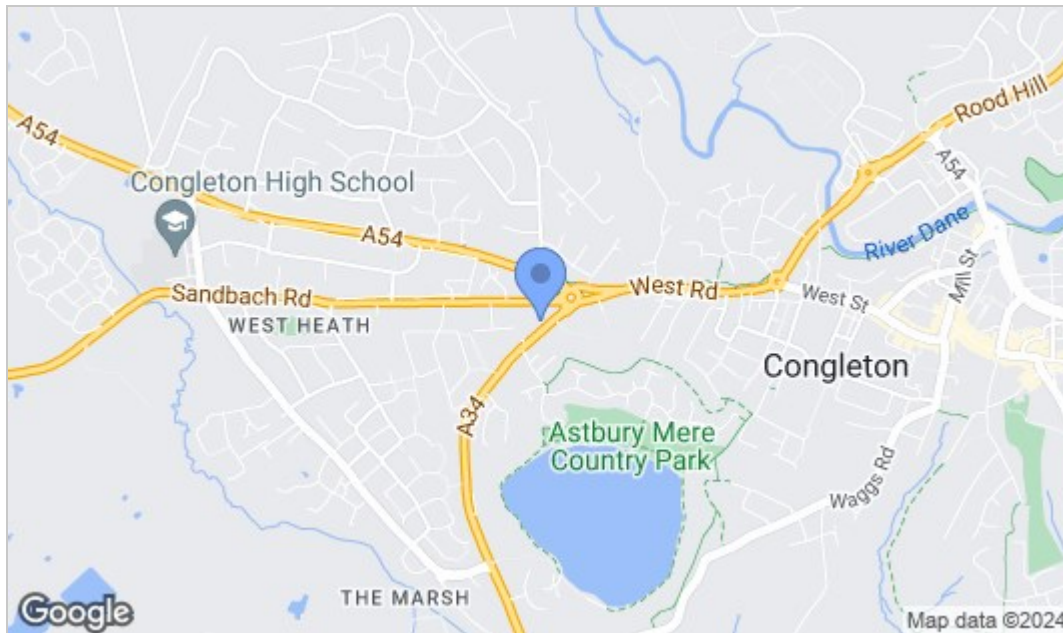 Rood Hill
A54
A54
Congleton High School
River Dane
A54
Mill St
West Rd
Sandbach Rd
West St
WEST HEATH
Congleton
A34
Astbury Mere
Country Park
Waggs Rd
THE MARSH
Google
Map data ©2024